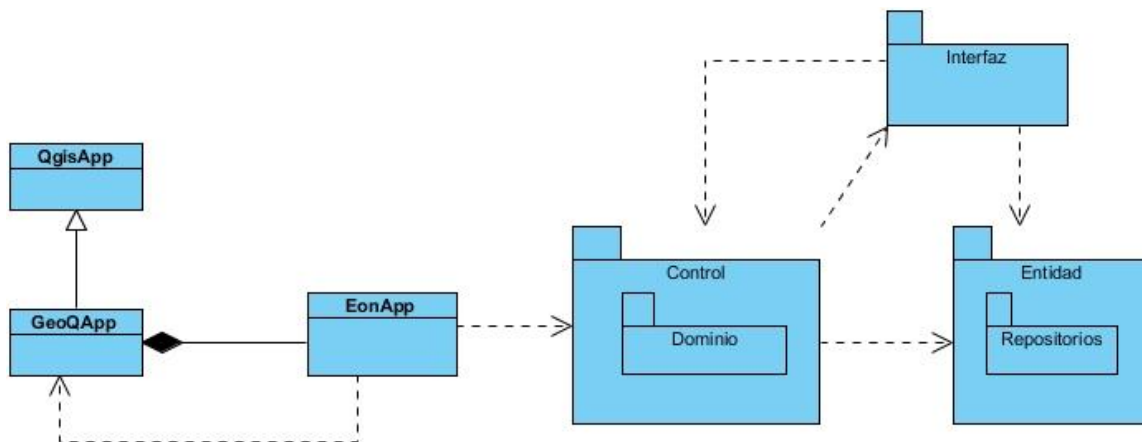 Interfaz
QgisApp
Control
Entidad
GeoQApp
EonApp
Dominio
Repositorios